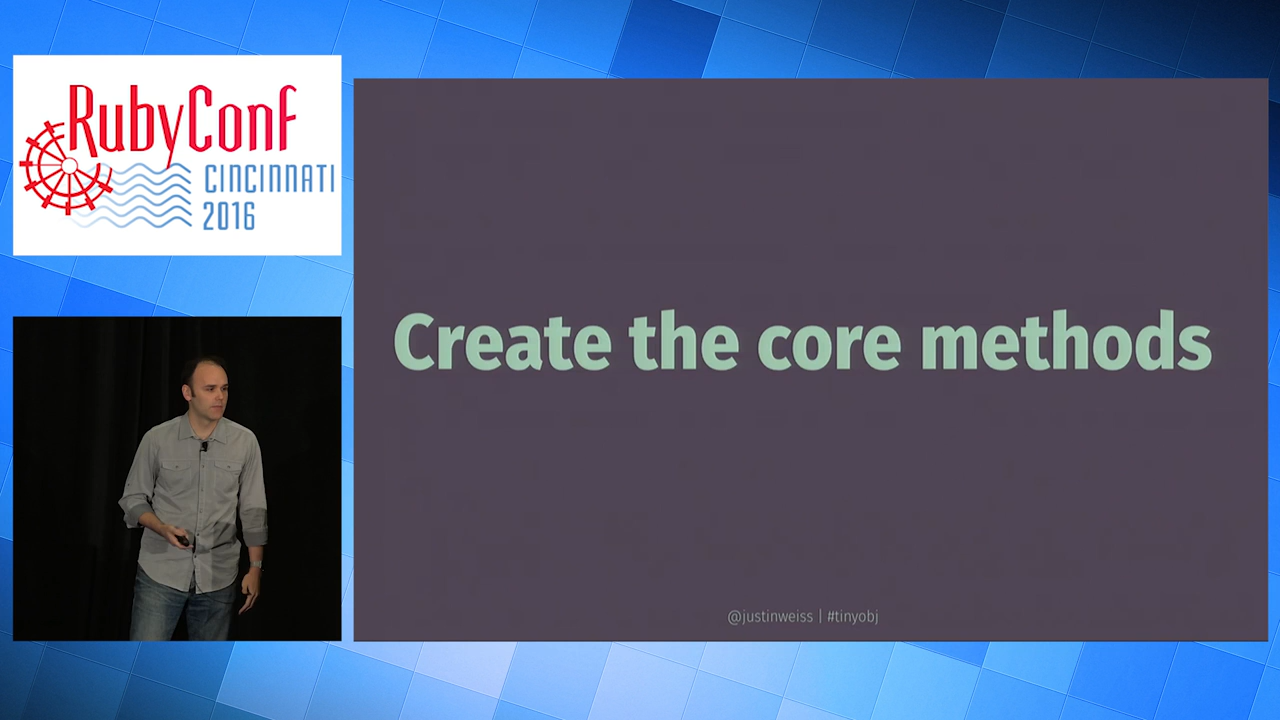 RubyConf
CINCINNATI
2016
Create the core methods
@justinweiss | #tinyobj